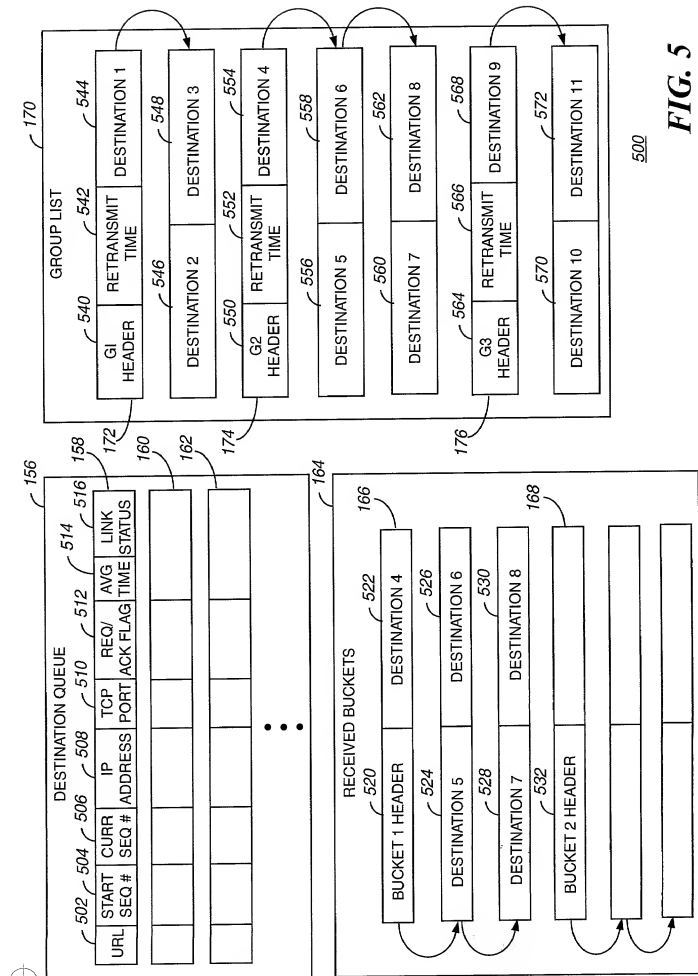 DESTINATION QUEUE
156
502 504 506 508 510 512 514 516
URL START SEQ # CURR SEQ # IP ADDRESS TCP PORT REQ/ ACK FLAG AVG TIME LINK STATUS
158
160
162
RECEIVED BUCKETS
164
520 522
BUCKET 1 HEADER DESTINATION 4
166
524 526
DESTINATION 5 DESTINATION 6
528 530
DESTINATION 7 DESTINATION 8
532
BUCKET 2 HEADER
168
GROUP LIST
170
540 542 544
GI HEADER RETRANSMIT TIME DESTINATION 1
172
546 548
DESTINATION 2 DESTINATION 3
550 552 554
G2 HEADER RETRANSMIT TIME DESTINATION 4
174
556 558
DESTINATION 5 DESTINATION 6
560 562
DESTINATION 7 DESTINATION 8
564 566 568
G3 HEADER RETRANSMIT TIME DESTINATION 9
176
570 572
DESTINATION 10 DESTINATION 11
500
FIG. 5